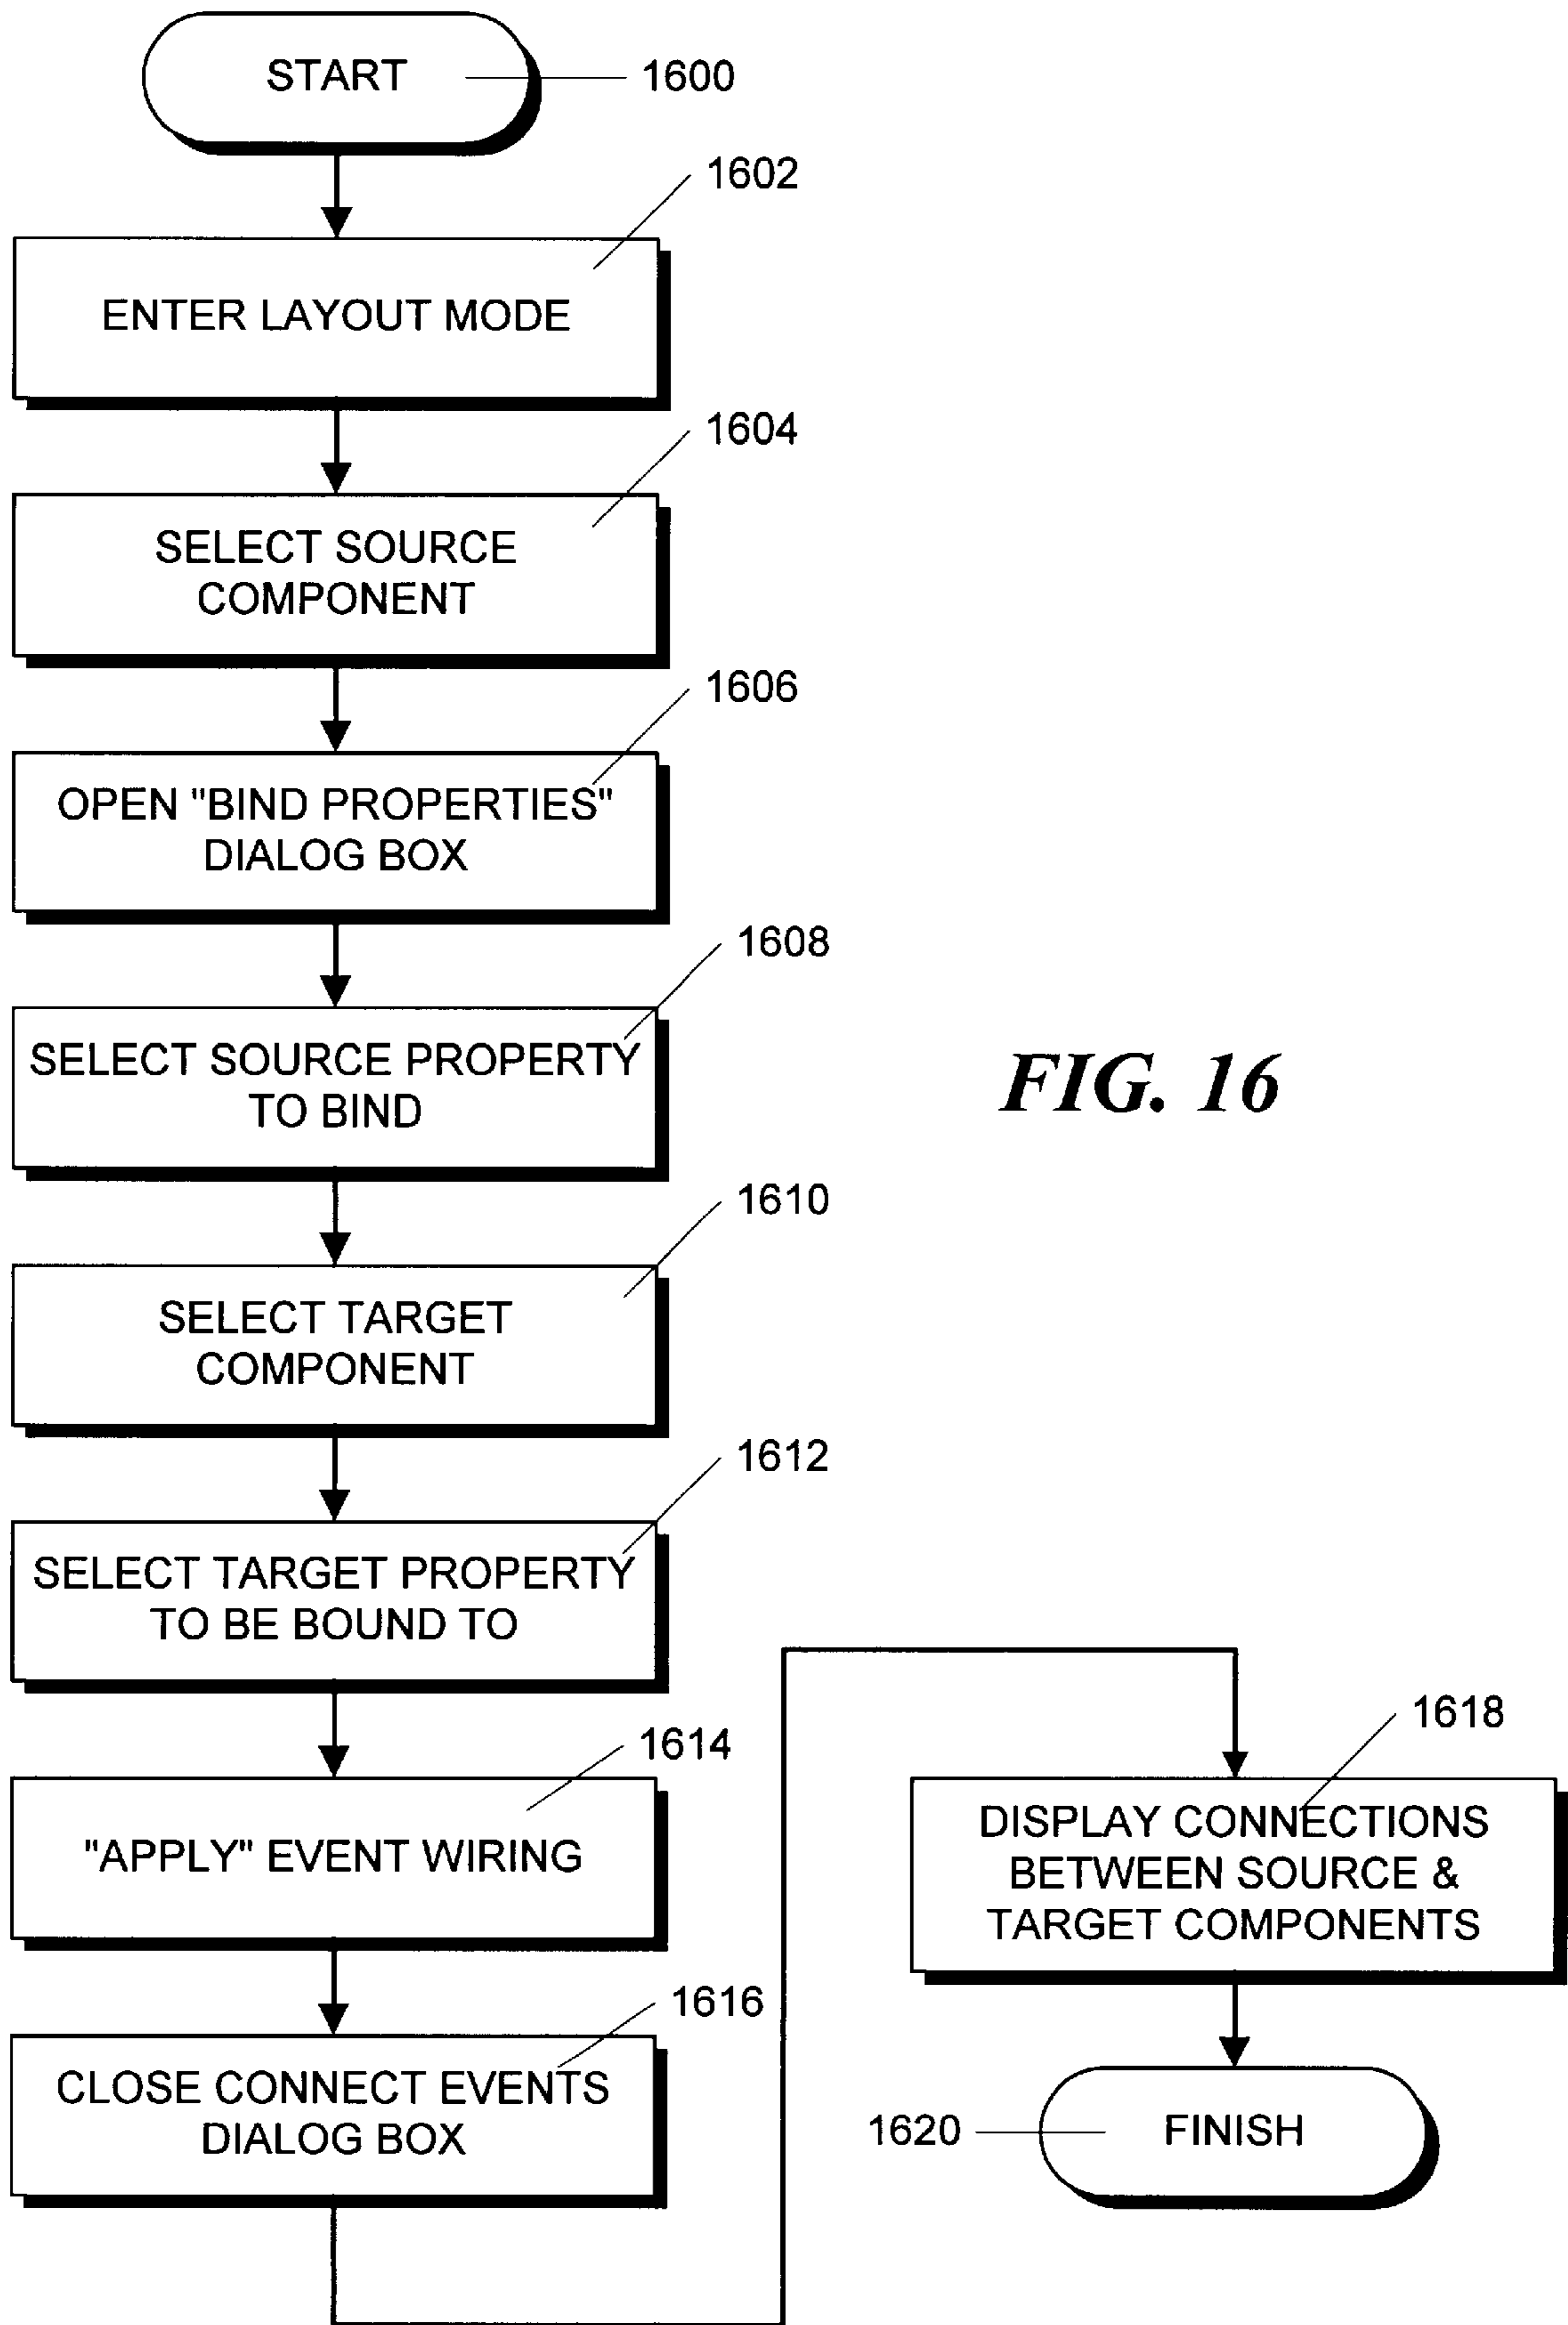 START
1600
1602
ENTER LAYOUT MODE
1604
SELECT SOURCE
COMPONENT
1606
OPEN "BIND PROPERTIES"
DIALOG BOX
1608
SELECT SOURCE PROPERTY
TO BIND
FIG. 16
1610
SELECT TARGET
COMPONENT
1612
SELECT TARGET PROPERTY
TO BE BOUND TO
1614
"APPLY" EVENT WIRING
1616
CLOSE CONNECT EVENTS
DIALOG BOX
1618
DISPLAY CONNECTIONS
BETWEEN SOURCE &
TARGET COMPONENTS
1620
FINISH